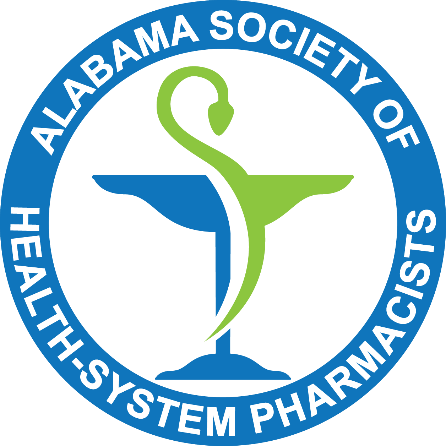 ALABAMA SOCIETY OF
HEALTH-SYSTEM PHARMACISTS